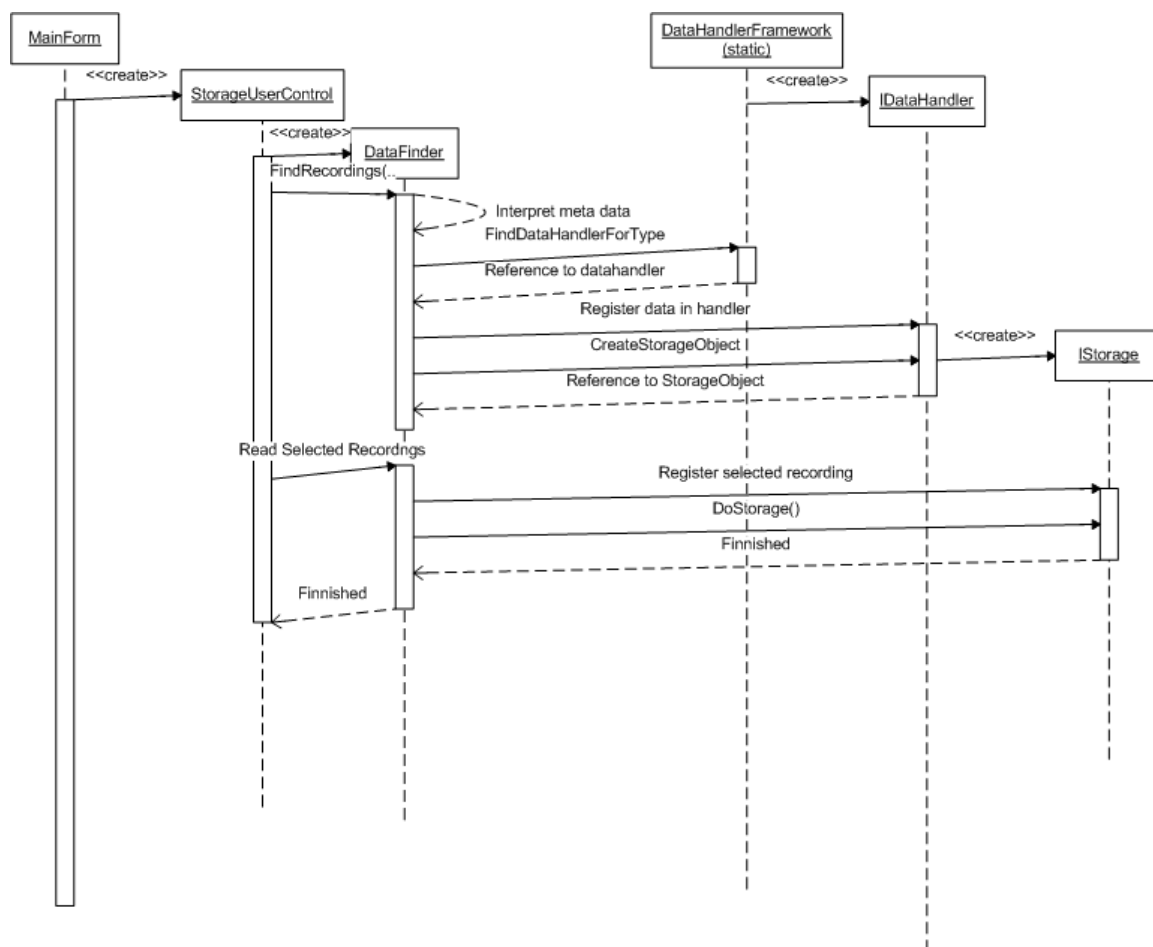 MainForm
DataHandlerFramework
(static)
<<create>>
<<create>>
StorageUserControl
IDataHandler
<<create>>
DataFinder
FindRecordings(..
Interpret meta data
FindDataHandlerForType
Reference to datahandler
Register data in handler
<<create>>
CreateStorageObject
IStorage
Reference to StorageObject
Read Selected Recordngs
Register selected recording
DoStorage()
Finnished
Finnished